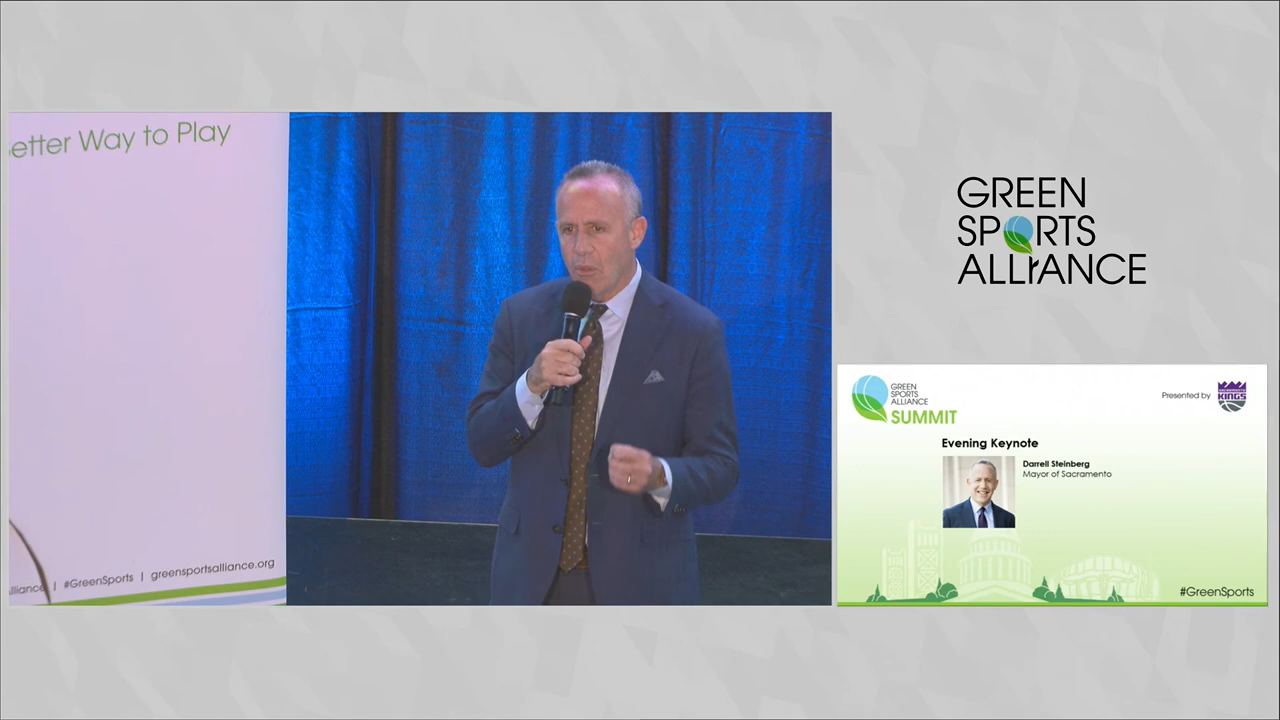 etter Way to Play
lliance | #GreenSports | greensportsalliance.org
GREEN
SPORTS
ALLIANCE
GREEN
SPORTS
ALLIANCE
SUMMIT
Presented by
SACRAMENTO
KINGS
Evening Keynote
Darrell Steinberg
Mayor of Sacramento
#GreenSports